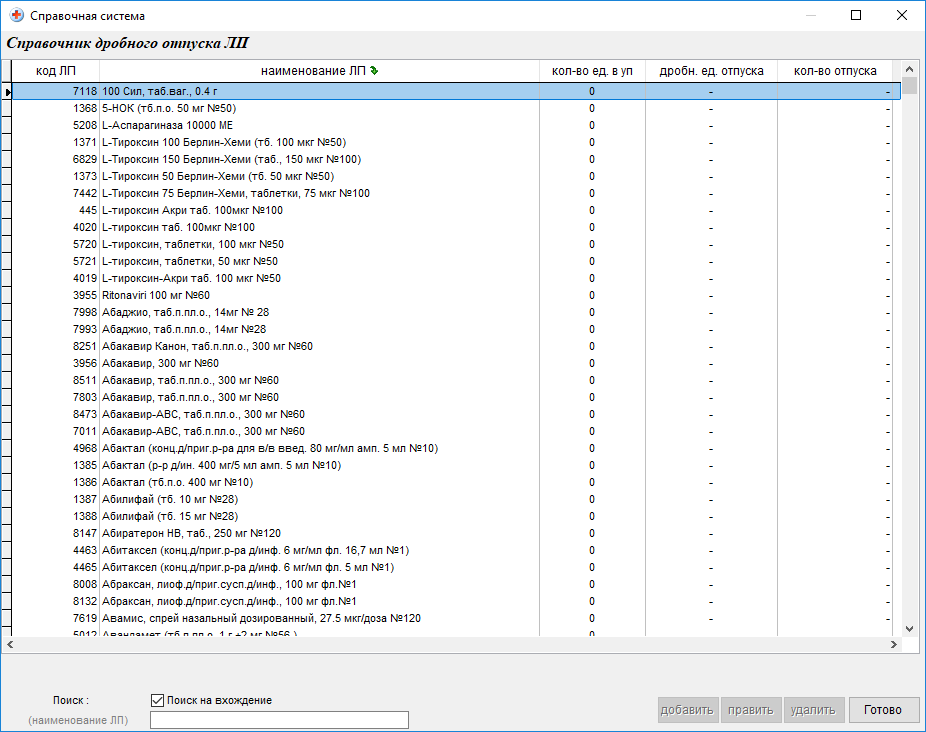 Справочная система
Справочник дробного отпуска ЛП
код ЛП наименование ЛП кол-во ед. в уп дробн. ед. отпуска кол-во отпуска
7118 100 Сил, таб.ваг., 0.4 г 0 - -
1368 5-НОК (тб.п.о. 50 мг №50) 0 - -
5208 L-Аспарагиназа 10000 МЕ 0 - -
1371 L-Тироксин 100 Берлин-Хеми (тб. 100 мкг №50) 0 - -
6829 L-Тироксин 150 Берлин-Хеми (таб., 150 мкг №100) 0 - -
1373 L-Тироксин 50 Берлин-Хеми (тб. 50 мкг №50) 0 - -
7442 L-Тироксин 75 Берлин-Хеми, таблетки, 75 мкг №100 0 - -
445 L-тироксин Акри таб. 100мкг №100 0 - -
4020 L-тироксин таб. 100мкг №100 0 - -
5720 L-тироксин, таблетки, 100 мкг №50 0 - -
5721 L-тироксин, таблетки, 50 мкг №50 0 - -
4019 L-тироксин-Акри таб. 100 мкг №50 0 - -
3955 Ritonaviri 100 мг №60 0 - -
7998 Абаджио, таб.п.пл.о., 14мг № 28 0 - -
7993 Абаджио, таб.п.пл.о., 14мг №28 0 - -
8251 Абакавир Канон, таб.п.пл.о., 300 мг №60 0 - -
3956 Абакавир, 300 мг №60 0 - -
8511 Абакавир, таб.п.пл.о., 300 мг №60 0 - -
7803 Абакавир, таб.п.пл.о., 300 мг №60 0 - -
8473 Абакавир-АВС, таб.п.пл.о., 300 мг №60 0 - -
7011 Абакавир-АВС, таб.п.пл.о., 300 мг №60 0 - -
4968 Абактал (конц.д/приг.р-ра для в/в введ. 80 мг/мл амп. 5 мл №10) 0 - -
1385 Абактал (р-р д/ин. 400 мг/5 мл амп. 5 мл №10) 0 - -
1386 Абактал (тб.п.о. 400 мг №10) 0 - -
1387 Абилифай (тб. 10 мг №28) 0 - -
1388 Абилифай (тб. 15 мг №28) 0 - -
8147 Абиратерон НВ, таб., 250 мг №120 0 - -
4463 Абитаксел (конц.д/приг.р-ра д/инф. 6 мг/мл фл. 16,7 мл №1) 0 - -
4465 Абитаксел (конц.д/приг.р-ра д/инф. 6 мг/мл фл. 5 мл №1) 0 - -
8008 Абраксан, лиоф.д/приг.сусп.д/инф., 100 мг фл.№1 0 - -
8132 Абраксан, лиоф.д/приг.сусп.д/инф., 100 мг фл.№1 0 - -
7619 Авамис, спрей назальный дозированный, 27.5 мкг/доза №120 0 - -
5012 Авандамет (тб.п.пл.о. 1 г +2 мг №56 ) 0
Поиск :
Поиск на вхождение
(наименование ЛП)
добавить править удалить Готово